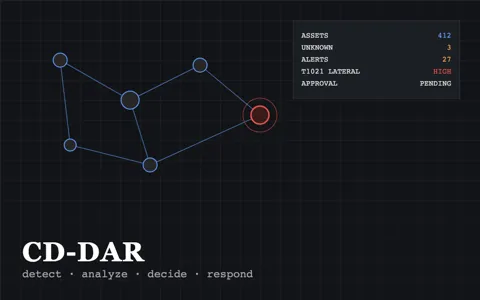 ASSETS 412
UNKNOWN 3
ALERTS 27
T1021 LATERAL HIGH
APPROVAL PENDING
CD-DAR
detect · analyze · decide · respond